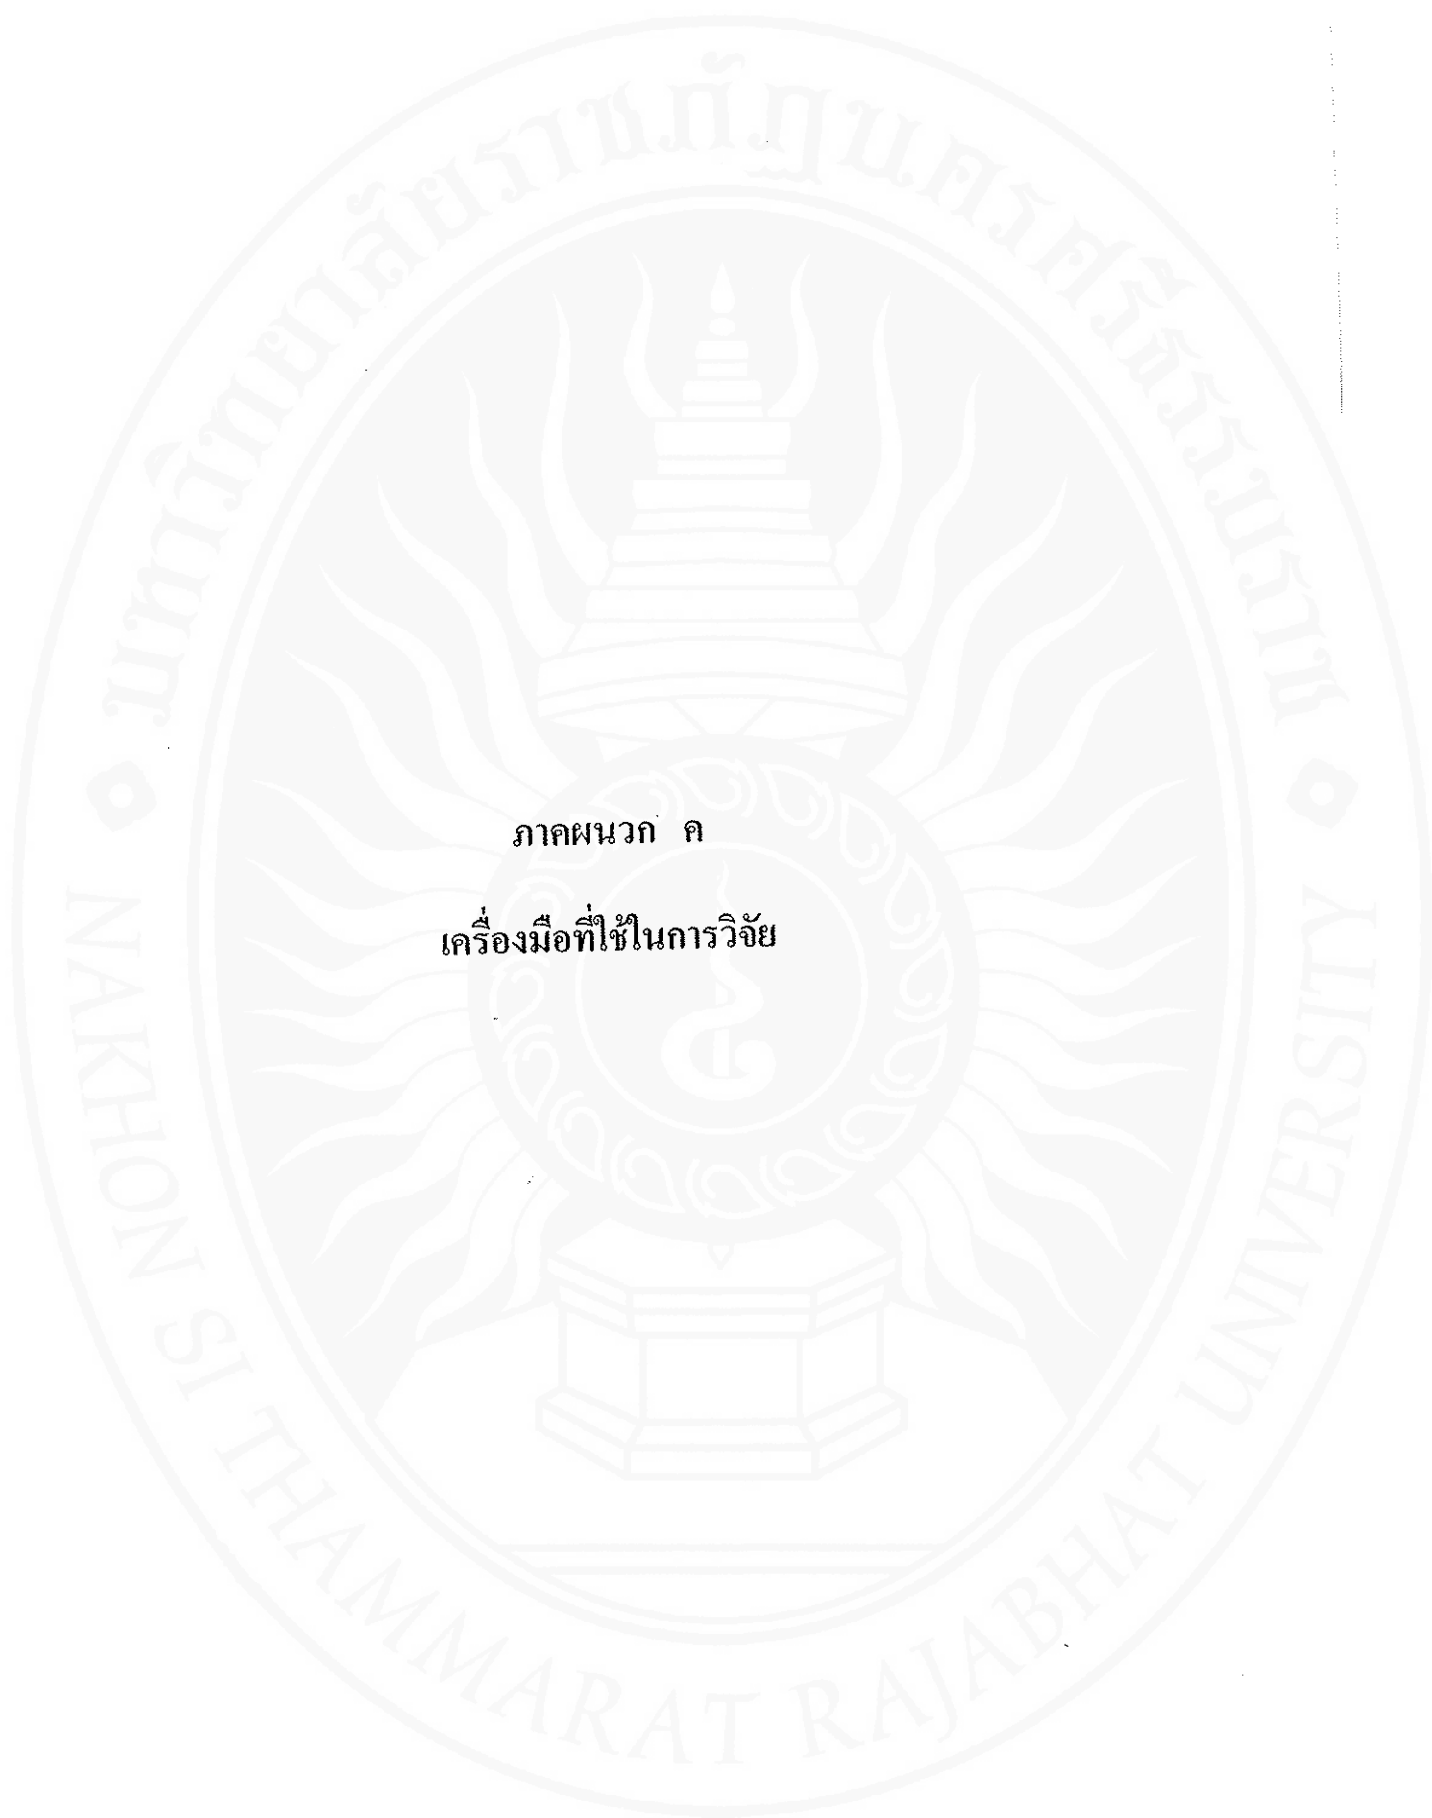 มหาวิทยาลัยราชภัฏนครศรีธรรมราช
ภาคผนวก ค
เครื่องมือที่ใช้ในการวิจัย
NAKHON SI THAMMARAT RAJABHAT UNIVERSITY